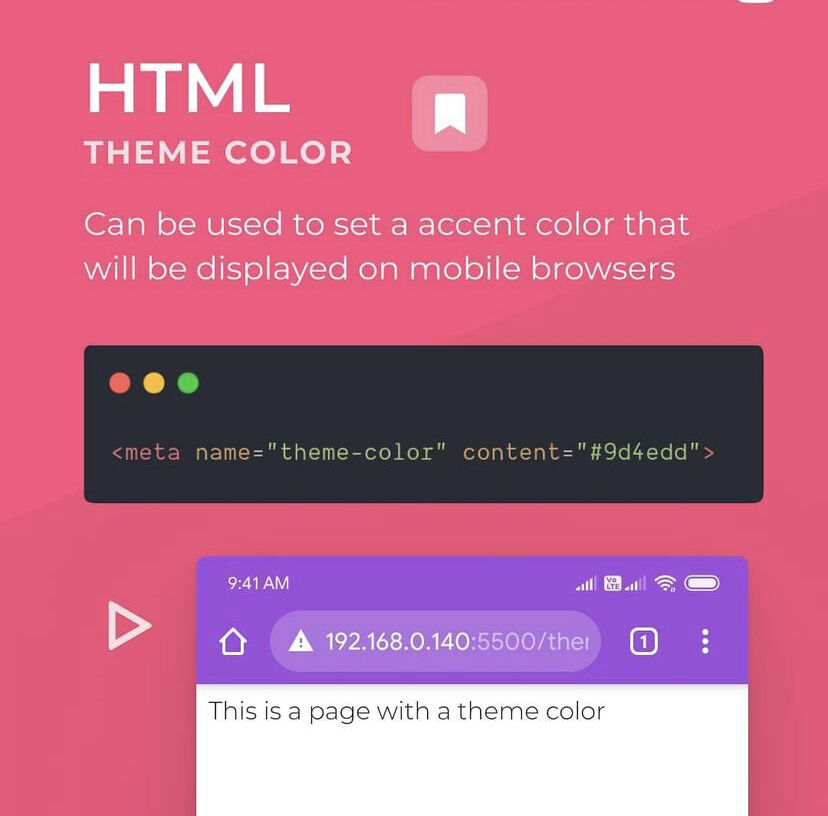 HTML
THEME COLOR
Can be used to set a accent color that
will be displayed on mobile browsers
<meta name="theme-color" content="#9d4edd">
9:41 AM
Vo LTE
192.168.0.140:5500/ther
1
This is a page with a theme color